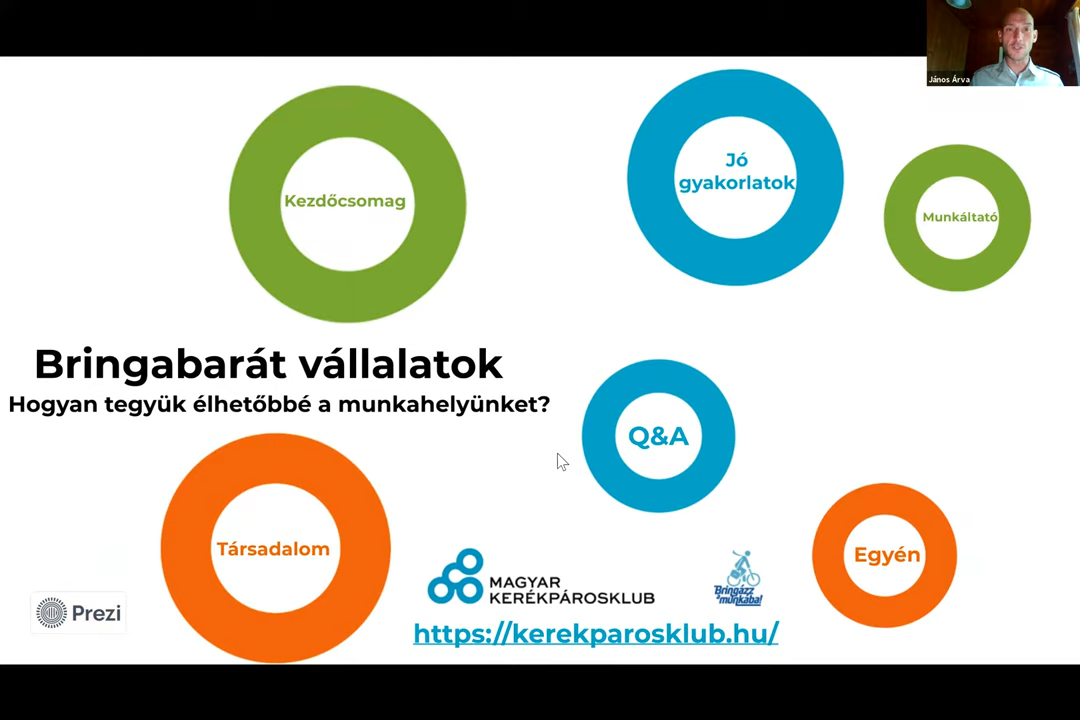 János Árva
Kezdőcsomag
Jó
gyakorlatok
Munkáltató
Bringabarát vállalatok
Hogyan tegyük élhetőbbé a munkahelyünket?
Q&A
Társadalom
Egyén
MAGYAR
KERÉKPÁROSKLUB
Bringázz
a munkába!
Prezi
https://kerekparosklub.hu/